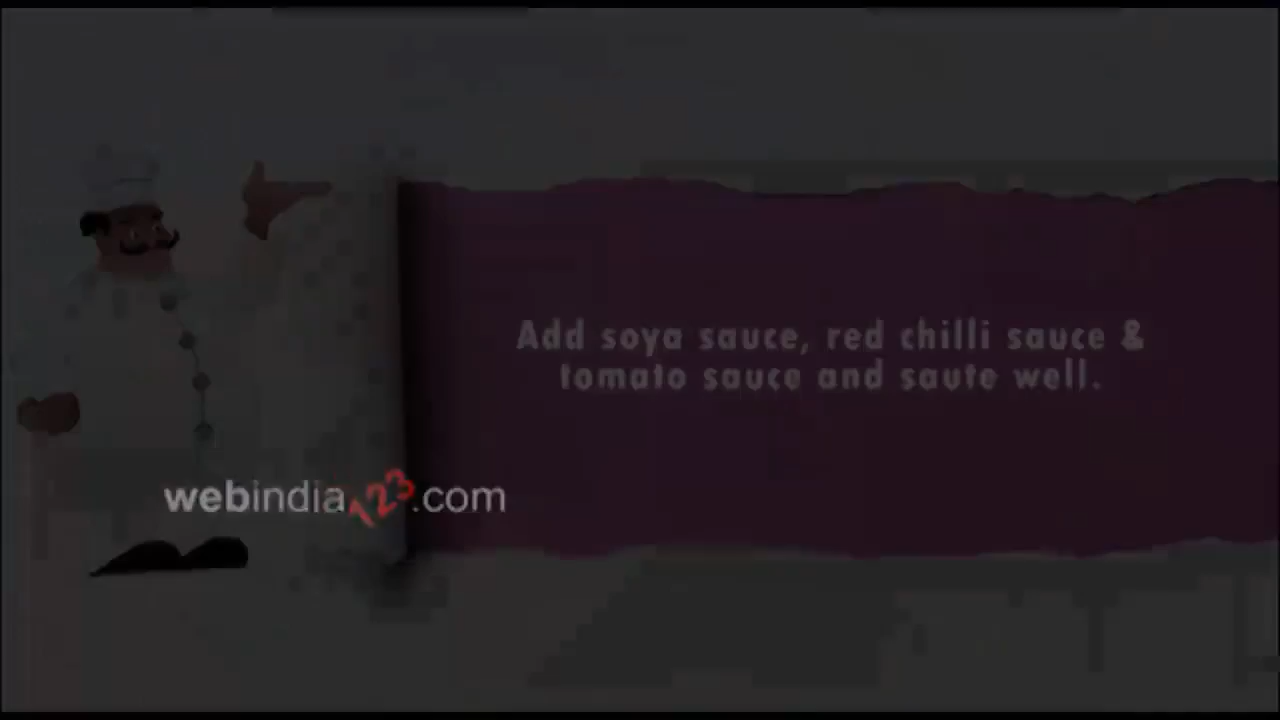 Add soya sauce, red chilli sauce &
tomato sauce and saute well.
webindia123.com